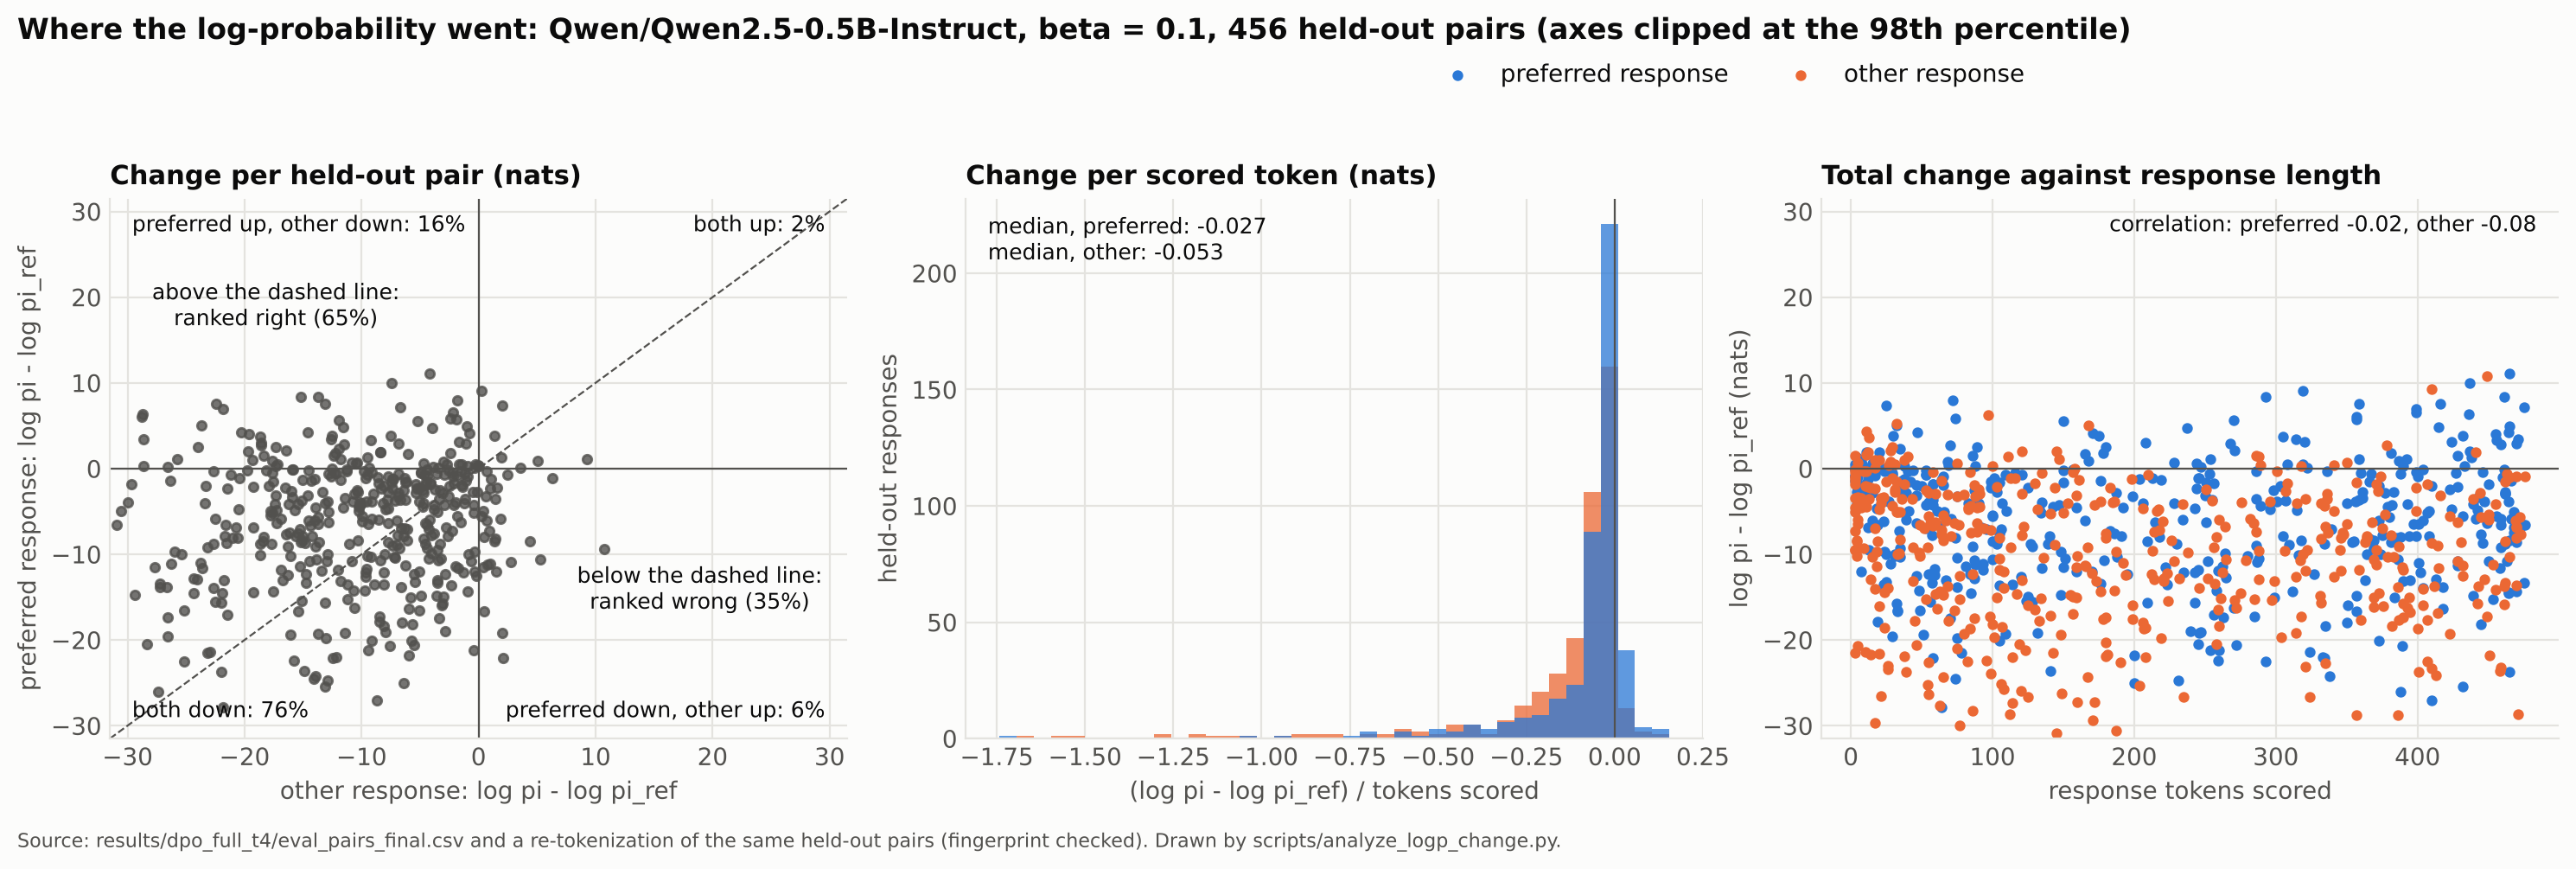 Where the log-probability went: Qwen/Qwen2.5-0.5B-Instruct, beta = 0.1, 456 held-out pairs (axes clipped at the 98th percentile)
preferred response
other response
Change per held-out pair (nats)
preferred response: log pi - log pi_ref
30
20
10
0
−10
−20
−30
preferred up, other down: 16%
both up: 2%
above the dashed line:
ranked right (65%)
below the dashed line:
ranked wrong (35%)
both down: 76%
preferred down, other up: 6%
−30
−20
−10
0
10
20
30
other response: log pi - log pi_ref
Change per scored token (nats)
held-out responses
200
150
100
50
0
median, preferred: -0.027
median, other: -0.053
−1.75
−1.50
−1.25
−1.00
−0.75
−0.50
−0.25
0.00
0.25
(log pi - log pi_ref) / tokens scored
Total change against response length
log pi - log pi_ref (nats)
30
20
10
0
−10
−20
−30
correlation: preferred -0.02, other -0.08
0
100
200
300
400
response tokens scored
Source: results/dpo_full_t4/eval_pairs_final.csv and a re-tokenization of the same held-out pairs (fingerprint checked). Drawn by scripts/analyze_logp_change.py.